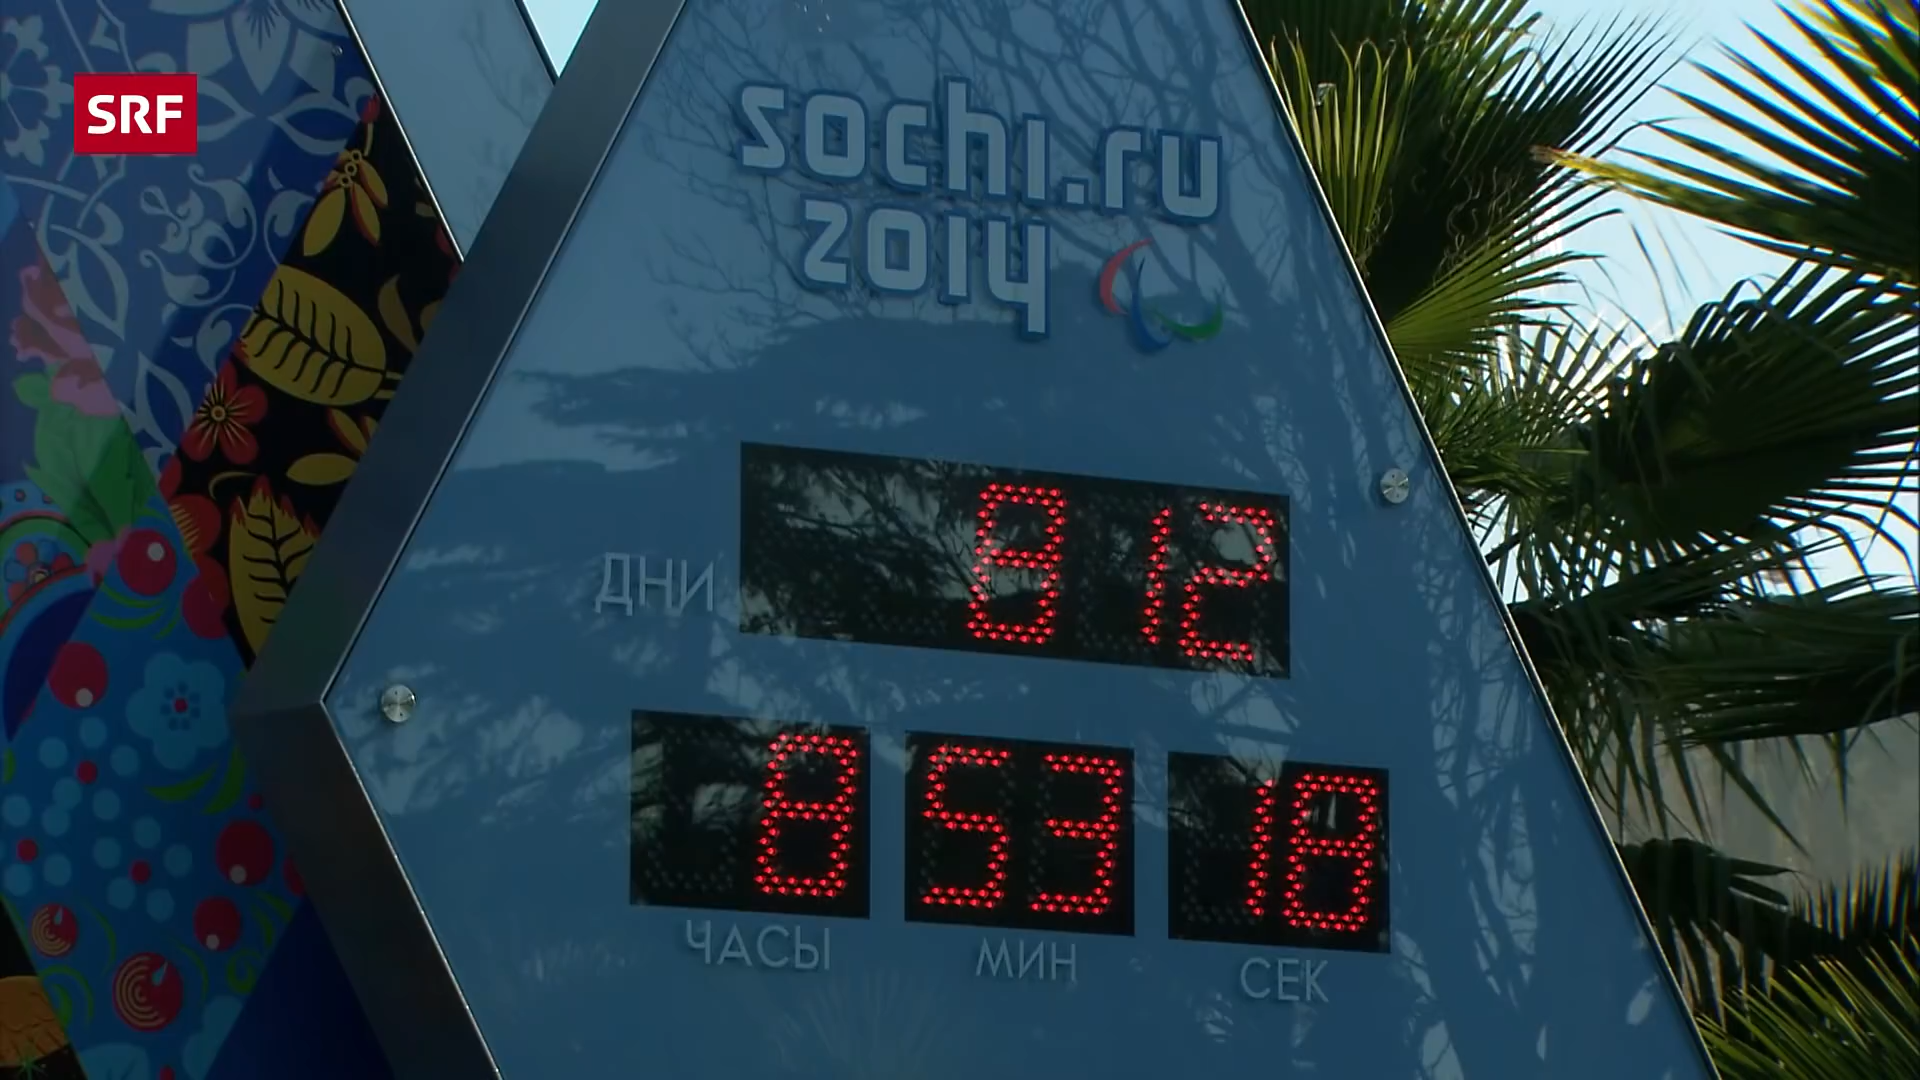 SRF
sochi.ru
2014
ДНИ 812
8 53 18
ЧАСЫ МИН СЕК